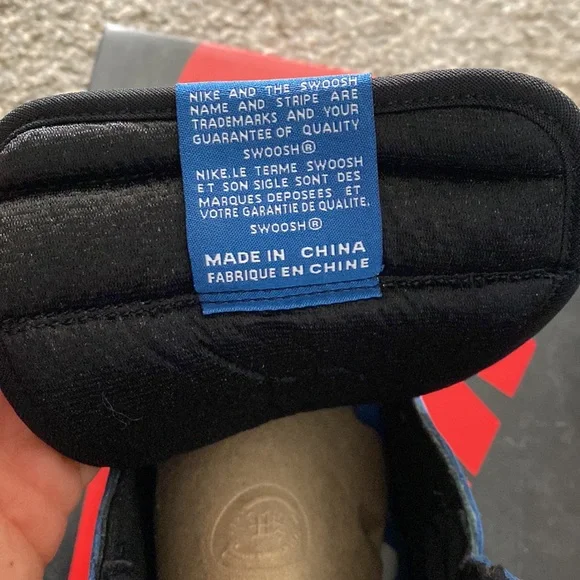 NIKE AND THE SWOOSH
NAME AND STRIPE ARE
TRADEMARKS AND YOUR
GUARANTEE OF QUALITY
SWOOSH®
NIKE.LE TERME SWOOSH
ET SON SIGLE SONT DES
MARQUES DEPOSEES ET
VOTRE GARANTIE DE QUALITE.
SWOOSH®
MADE IN CHINA
FABRIQUE EN CHINE